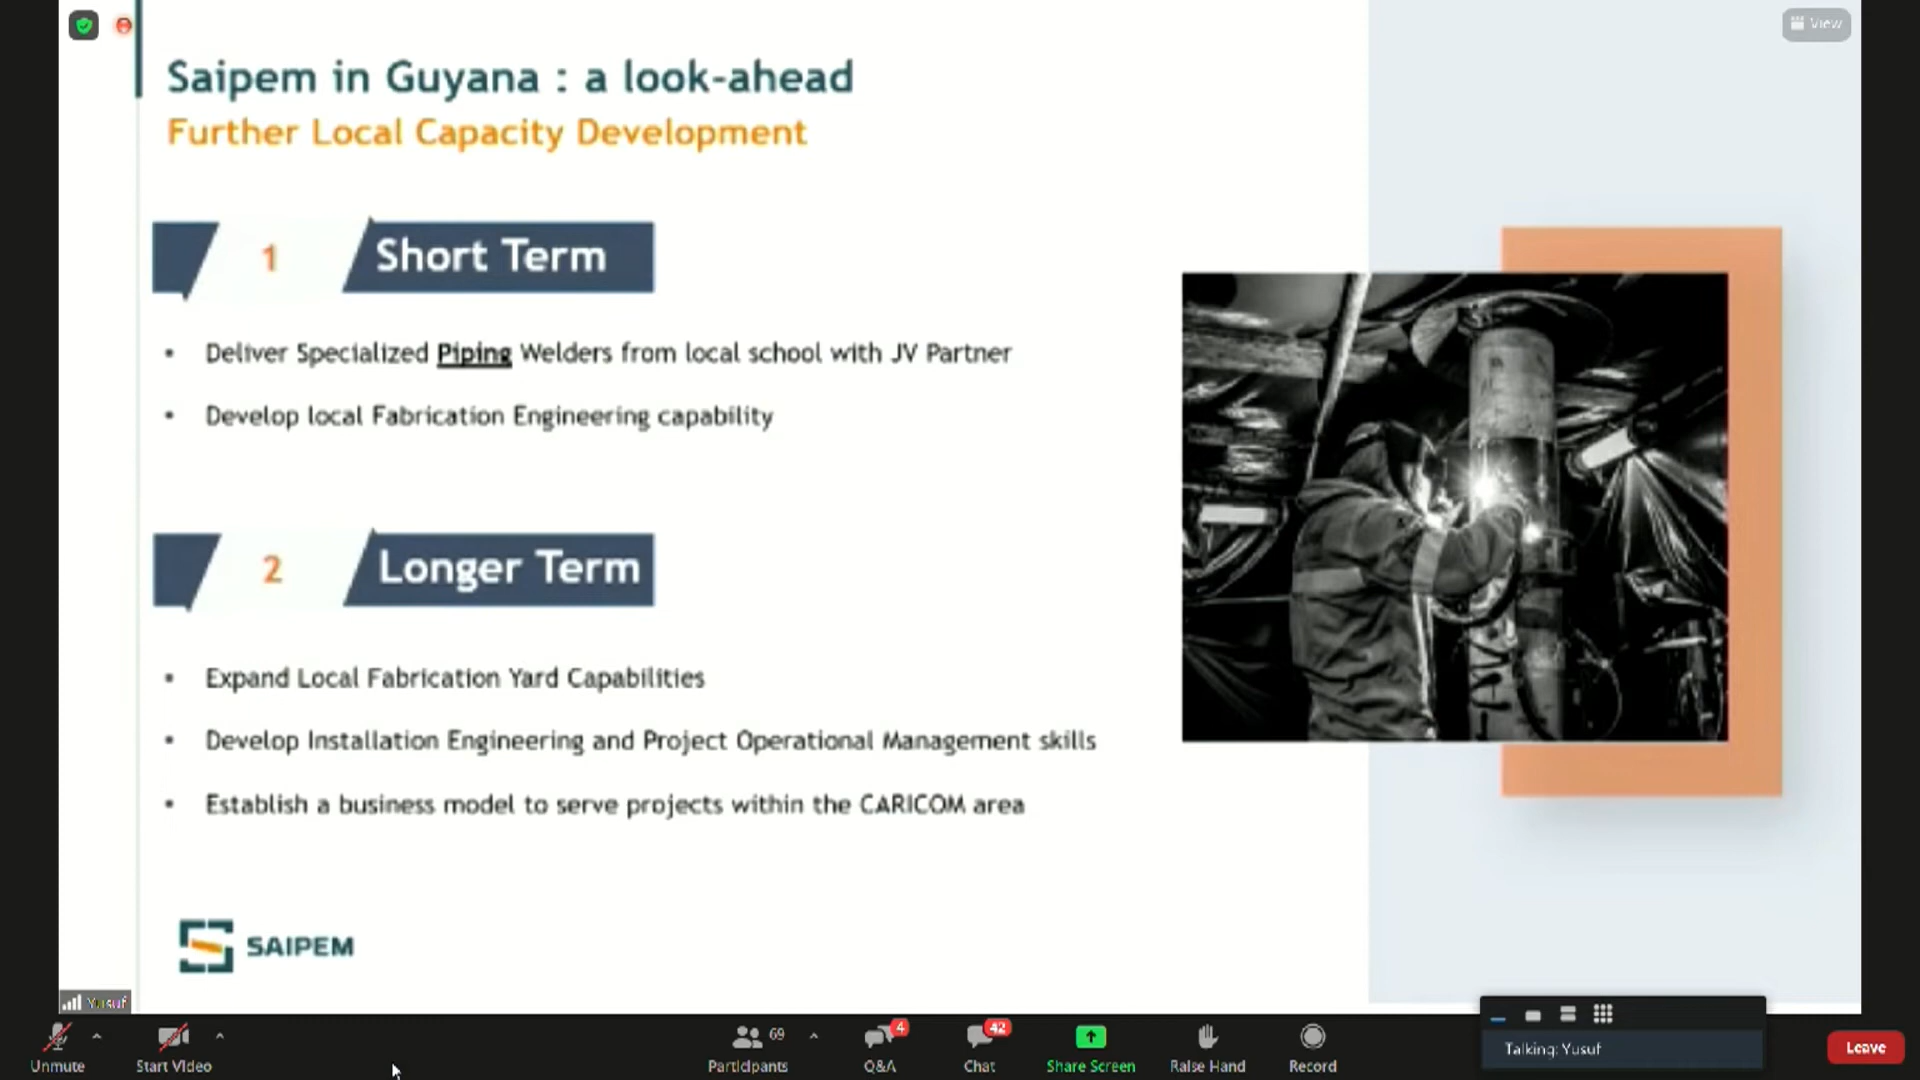 View
Saipem in Guyana : a look-ahead
Further Local Capacity Development
1
Short Term
• Deliver Specialized Piping Welders from local school with JV Partner
• Develop local Fabrication Engineering capability
2
Longer Term
• Expand Local Fabrication Yard Capabilities
• Develop Installation Engineering and Project Operational Management skills
• Establish a business model to serve projects within the CARICOM area
SAIPEM
Yusuf
Unmute
Start Video
69
Participants
4
Q&A
42
Chat
Share Screen
Raise Hand
Record
Talking: Yusuf
Leave